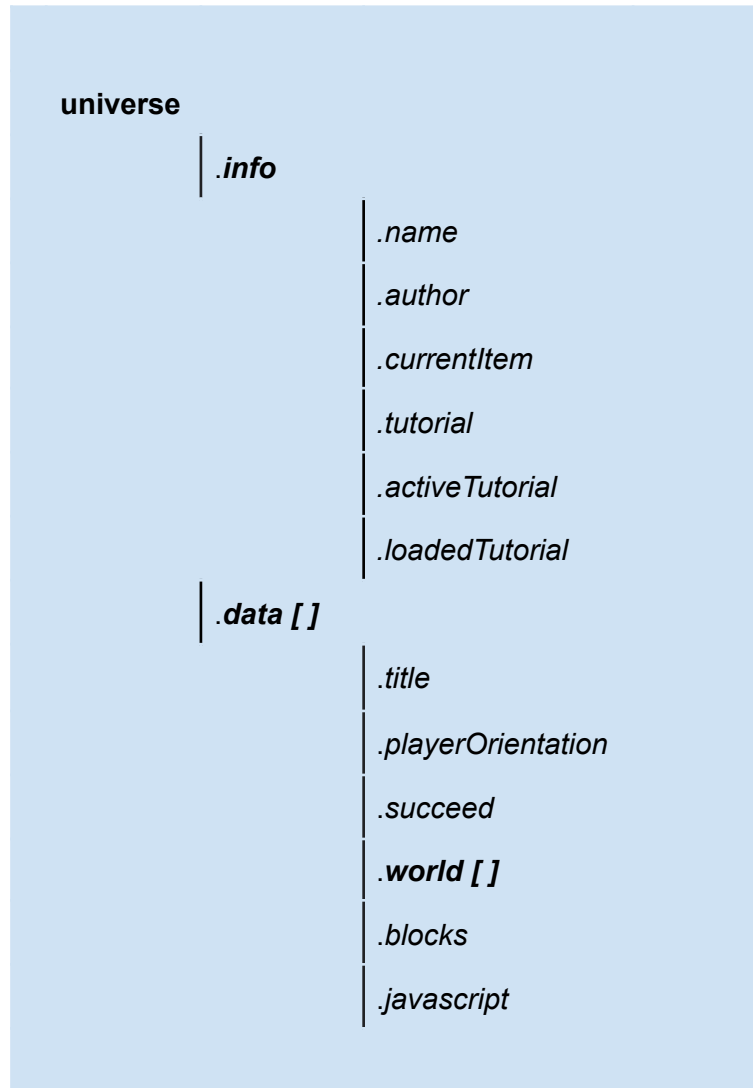 universe
.info
.name
.author
.currentItem
.tutorial
.activeTutorial
.loadedTutorial
.data [ ]
.title
.playerOrientation
.succeed
.world [ ]
.blocks
.javascript